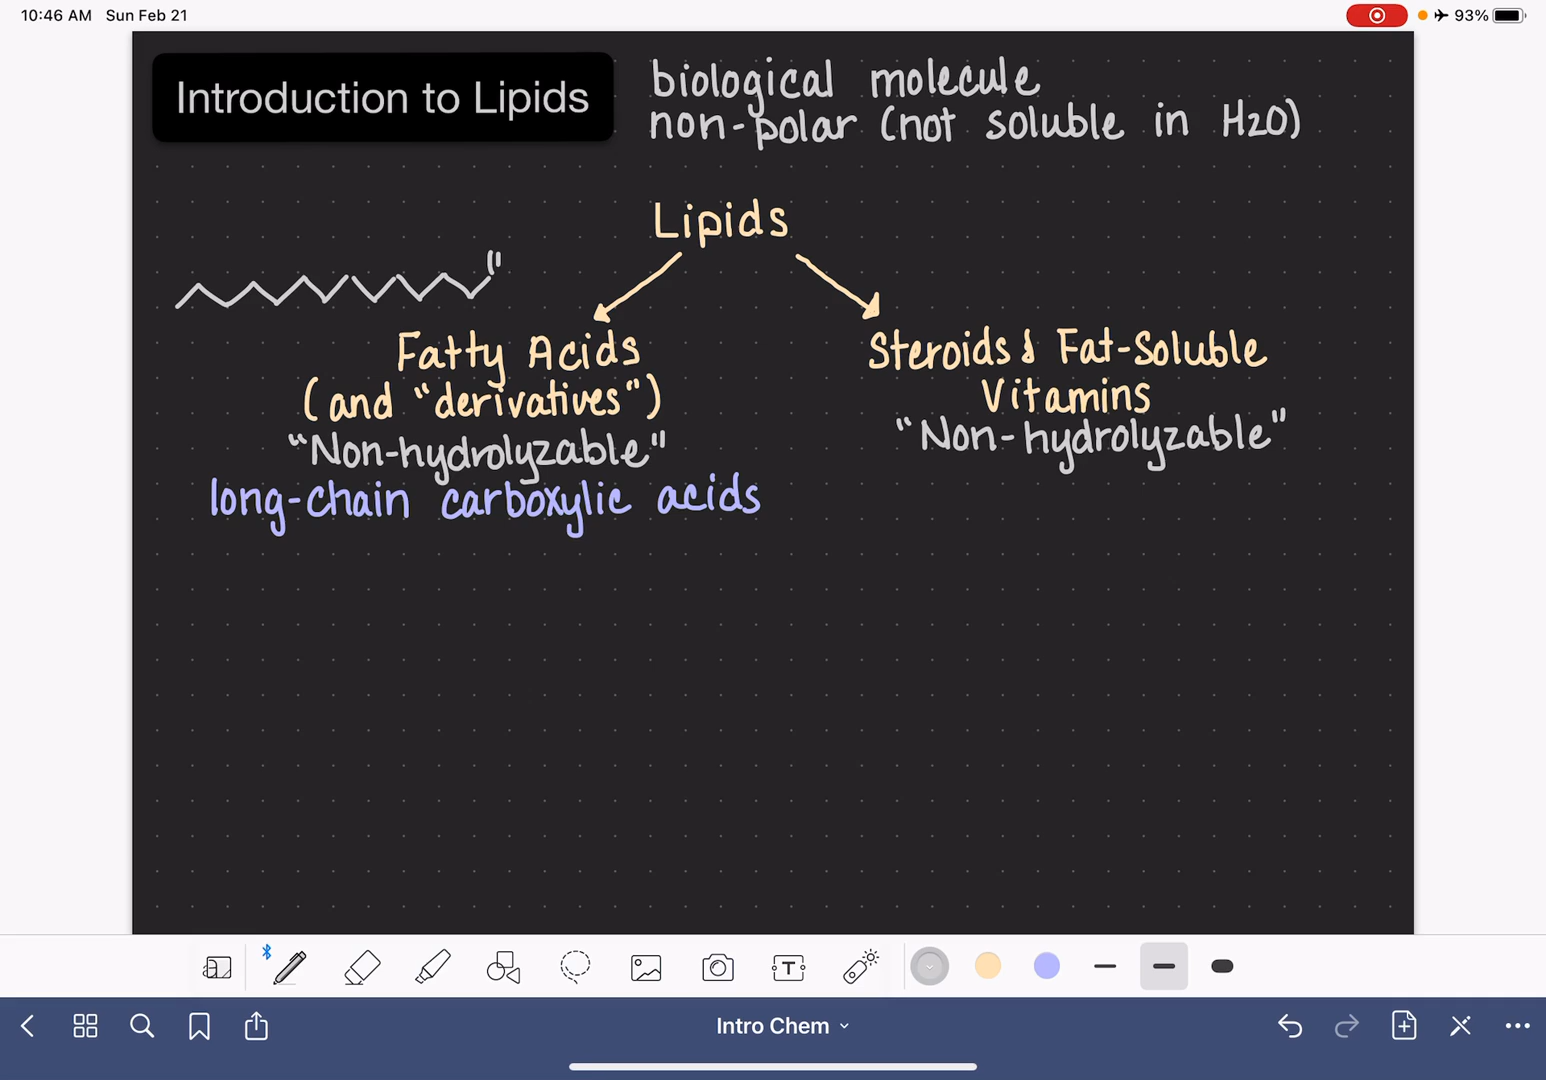 10:46 AM Sun Feb 21
93%
Introduction to Lipids
biological molecule
non-polar (not soluble in H2O)
Lipids
Fatty Acids
(and "derivatives")
"Non-hydrolyzable"
long-chain carboxylic acids
Steroids & Fat-Soluble
Vitamins
"Non-hydrolyzable"
Intro Chem